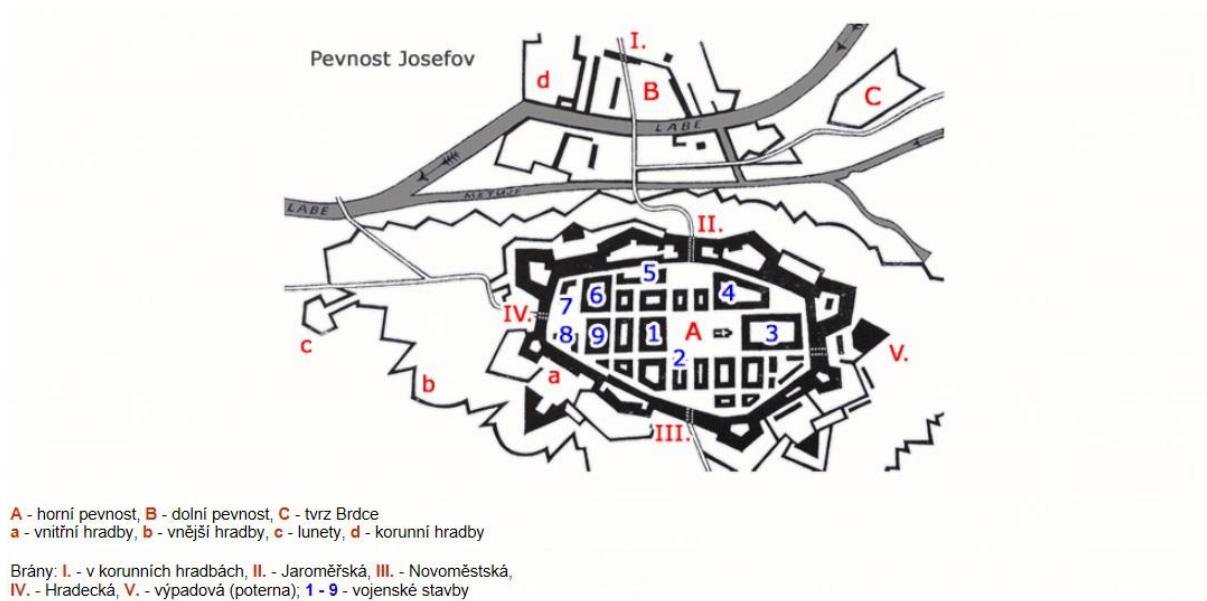 Pevnost Josefov
I.
d
B
C
LABE
METUJE
LABE
II.
5
7
6
4
IV.
8
9
1
A
3
2
V.
c
a
b
III.
A - horní pevnost, B - dolní pevnost, C - tvrz Brdce
a - vnitřní hradby, b - vnější hradby, c - lunety, d - korunní hradby
Brány: I. - v korunních hradbách, II. - Jaroměřská, III. - Novoměstská,
IV. - Hradecká, V. - výpadová (poterna); 1 - 9 - vojenské stavby